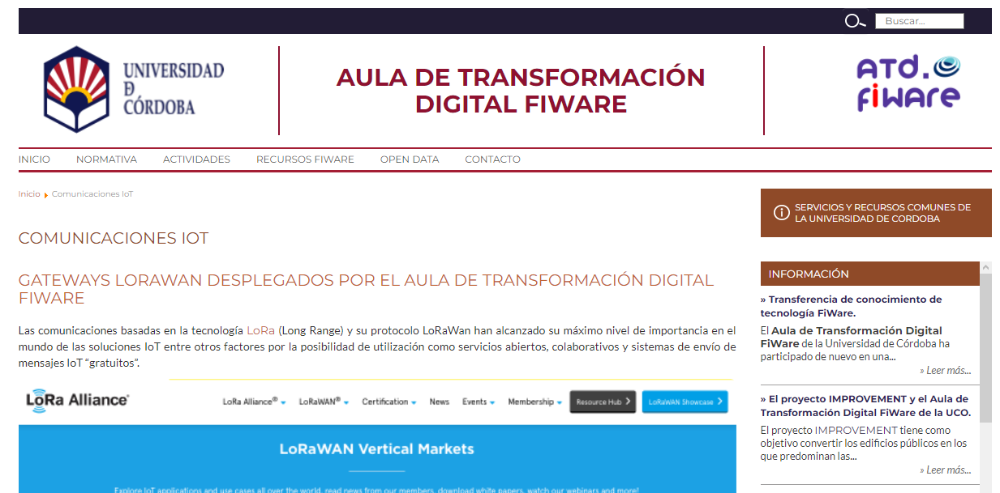 Buscar...
UNIVERSIDAD
Ð
CÓRDOBA
AULA DE TRANSFORMACIÓN
DIGITAL FIWARE
ATD.
fiware
INICIO NORMATIVA ACTIVIDADES RECURSOS FIWARE OPEN DATA CONTACTO
Inicio Comunicaciones IoT
COMUNICACIONES IOT
GATEWAYS LORAWAN DESPLEGADOS POR EL AULA DE TRANSFORMACIÓN DIGITAL
FIWARE
Las comunicaciones basadas en la tecnología LoRa (Long Range) y su protocolo LoRaWan han alcanzado su máximo nivel de importancia en el
mundo de las soluciones IoT entre otros factores por la posibilidad de utilización como servicios abiertos, colaborativos y sistemas de envío de
mensajes IoT “gratuitos”.
LoRa Alliance®
LoRa Alliance® LoRaWAN® Certification News Events Membership Resource Hub LoRaWAN Showcase
LoRaWAN Vertical Markets
Explore IoT applications and use cases all over the world, read news from our members, download white papers, watch our webinars and more!
SERVICIOS Y RECURSOS COMUNES DE
LA UNIVERSIDAD DE CORDOBA
INFORMACIÓN
» Transferencia de conocimiento de
tecnología FiWare.
El Aula de Transformación Digital
FiWare de la Universidad de Córdoba ha
participado de nuevo en una...
» Leer más...
» El proyecto IMPROVEMENT y el Aula de
Transformación Digital FiWare de la UCO.
El proyecto IMPROVEMENT tiene como
objetivo convertir los edificios públicos en los
que predominan las...
» Leer más...